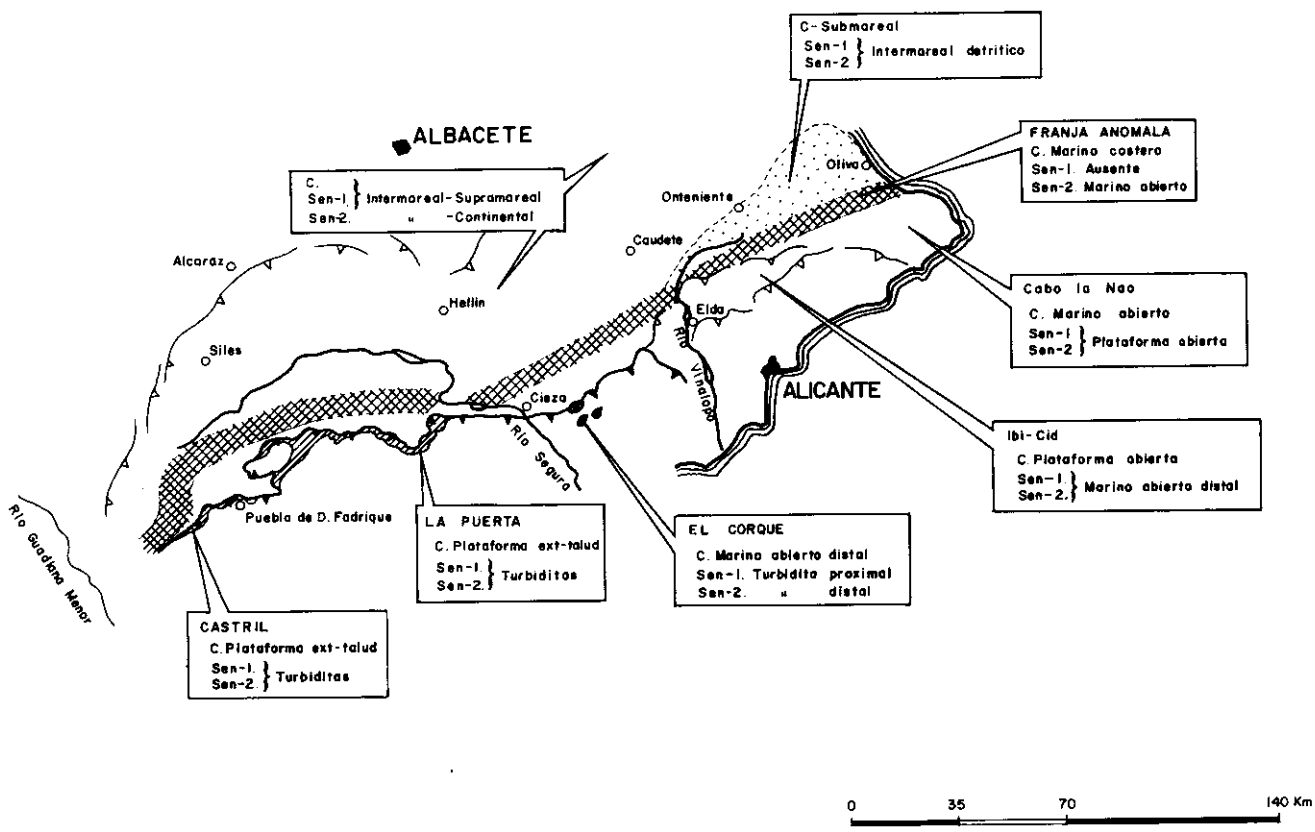 C-Submareal
Sen-1 } Intermareal detritico
Sen-2
ALBACETE
C.
Sen-1. } Intermareal-Supramareal
Sen-2. " -Continental
FRANJA ANOMALA
C. Marino costera
Sen-1. Ausente
Sen-2. Marino abierto
Oliva
Onteniente
Caudete
Alcaraz
Hellin
Siles
Elda
Cabo la Nao
C. Marino abierto
Sen-1 } Plataforma abierta
Sen-2
Rio Vinalopo
ALICANTE
Cieza
Rio Segura
Ibi-Cid
C. Plataforma abierta
Sen-1. } Marino abierto distal
Sen-2.
Rio Guadiana Menor
Puebla de D. Fadrique
LA PUERTA
C. Plataforma ext-talud
Sen-1. } Turbiditas
Sen-2.
EL CORQUE
C. Marino abierto distal
Sen-1. Turbidita proximal
Sen-2. " distal
CASTRIL
C. Plataforma ext-talud
Sen-1. } Turbiditas
Sen-2.
0 35 70 140 Km